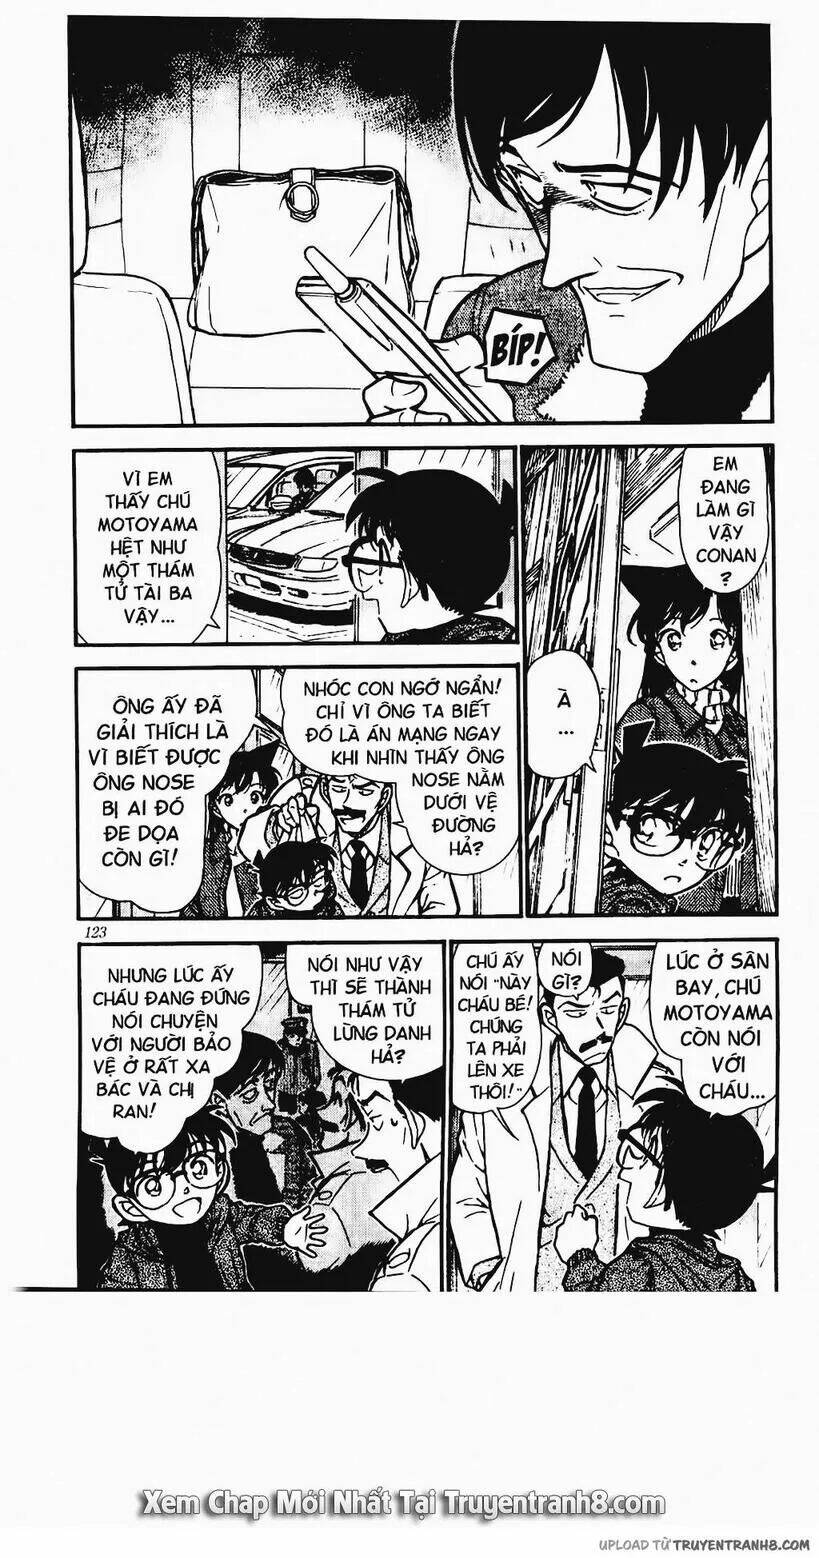 BÍP!
EM
ĐANG
LÀM GÌ
VẬY
CONAN
?
À
...
VÌ EM
THẤY CHÚ
MOTOYAMA
HỆT NHƯ
MỘT THÁM
TỬ TÀI BA
VẬY...
NHÓC CON NGỚ NGẨN!
CHỈ VÌ ÔNG TA BIẾT
ĐÓ LÀ ÁN MẠNG NGAY
KHI NHÌN THẤY ÔNG
NOSE NẰM
DƯỚI VỆ
ĐƯỜNG
HẢ?
ÔNG ẤY ĐÃ
GIẢI THÍCH LÀ
VÌ BIẾT ĐƯỢC
ÔNG NOSE
BỊ AI ĐÓ
ĐE DỌA
CÒN GÌ!
123
LÚC Ở SÂN
BAY, CHÚ
MOTOYAMA
CÒN NÓI
VỚI
CHÁU...
NÓI
GÌ?
CHÚ ẤY
NÓI "NÀY
CHÁU BÉ!
CHÚNG
TA PHẢI
LÊN XE
THÔI!"
NÓI NHƯ VẬY
THÌ SẼ THÀNH
THÁM TỬ
LỪNG DANH
HẢ?
NHƯNG LÚC ẤY
CHÁU ĐANG ĐỨNG
NÓI CHUYỆN
VỚI NGƯỜI BẢO
VỆ Ở RẤT XA
BÁC VÀ CHỊ
RAN!
Xem Chap Mới Nhất Tại Truyentranh8.com
UPLOAD TỪ TRUYENTRANH8.COM